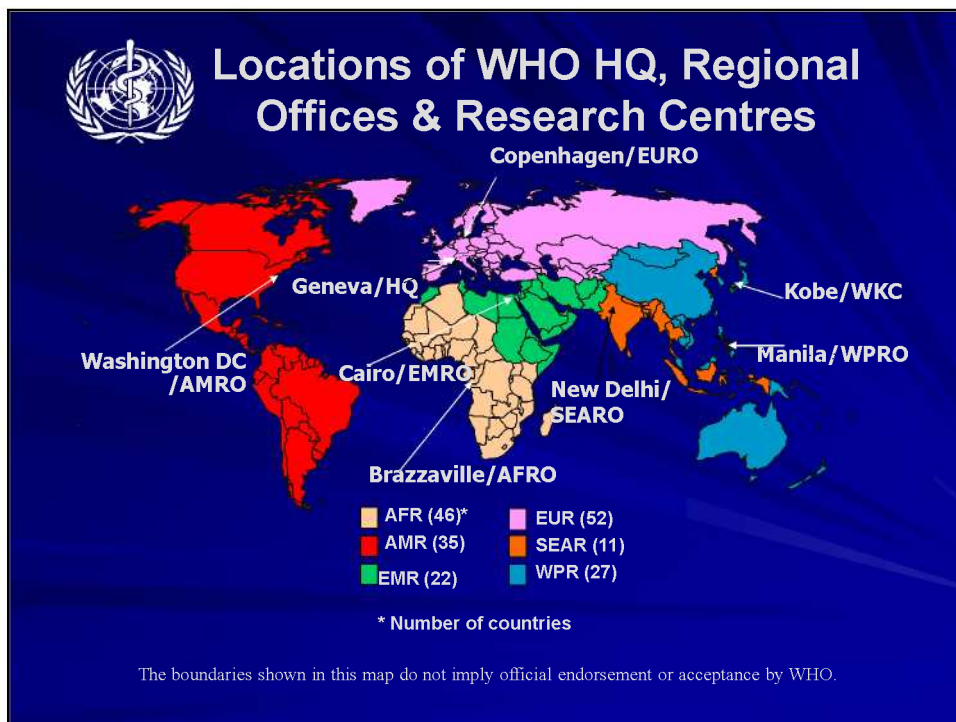 Locations of WHO HQ, Regional
Offices & Research Centres
Copenhagen/EURO
Geneva/HQ
Kobe/WKC
Washington DC
/AMRO
Cairo/EMRO
Manila/WPRO
New Delhi/
SEARO
Brazzaville/AFRO
AFR (46)*
EUR (52)
AMR (35)
SEAR (11)
EMR (22)
WPR (27)
* Number of countries
The boundaries shown in this map do not imply official endorsement or acceptance by WHO.